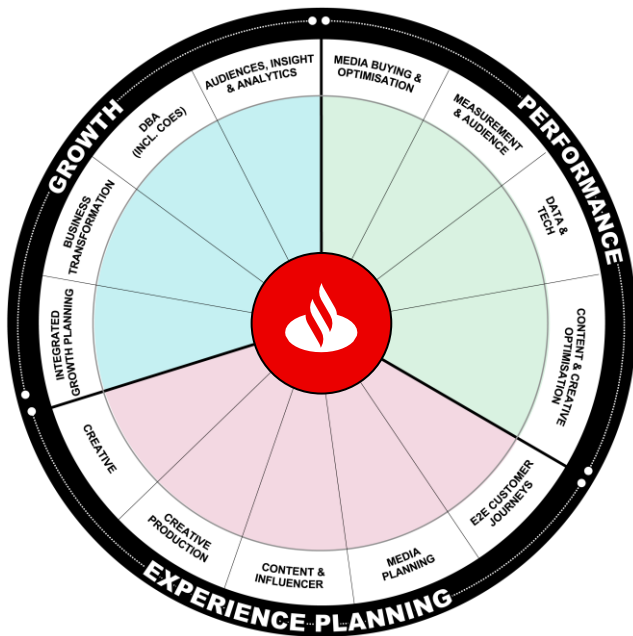 GROWTH
PERFORMANCE
EXPERIENCE PLANNING
AUDIENCES, INSIGHT
& ANALYTICS
MEDIA BUYING &
OPTIMISATION
MEASUREMENT
& AUDIENCE
DATA &
TECH
CONTENT & CREATIVE
OPTIMISATION
E2E CUSTOMER
JOURNEYS
MEDIA
PLANNING
CONTENT &
INFLUENCER
CREATIVE
PRODUCTION
CREATIVE
INTEGRATED
GROWTH PLANNING
BUSINESS
TRANSFORMATION
DBA
(INCL. COES)